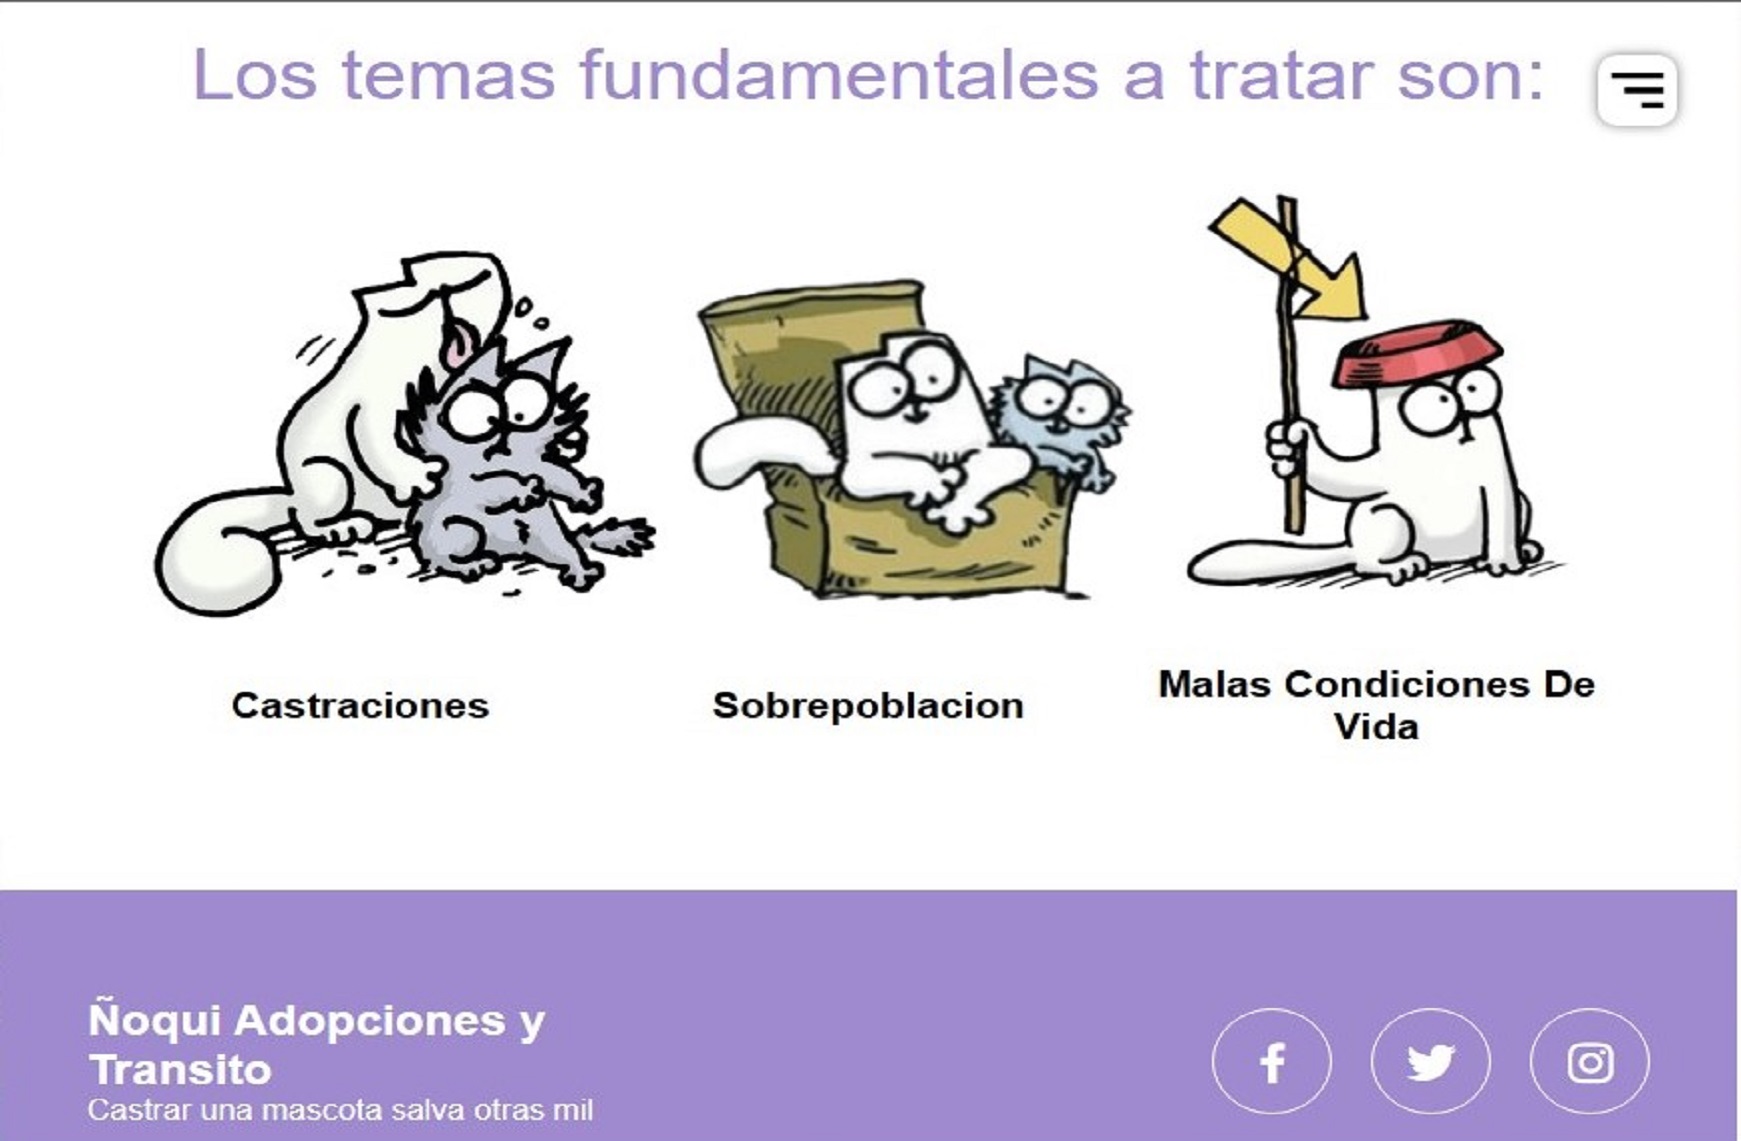 Los temas fundamentales a tratar son:
Castraciones
Sobrepoblacion
Malas Condiciones De
Vida
Ñoqui Adopciones y
Transito
Castrar una mascota salva otras mil